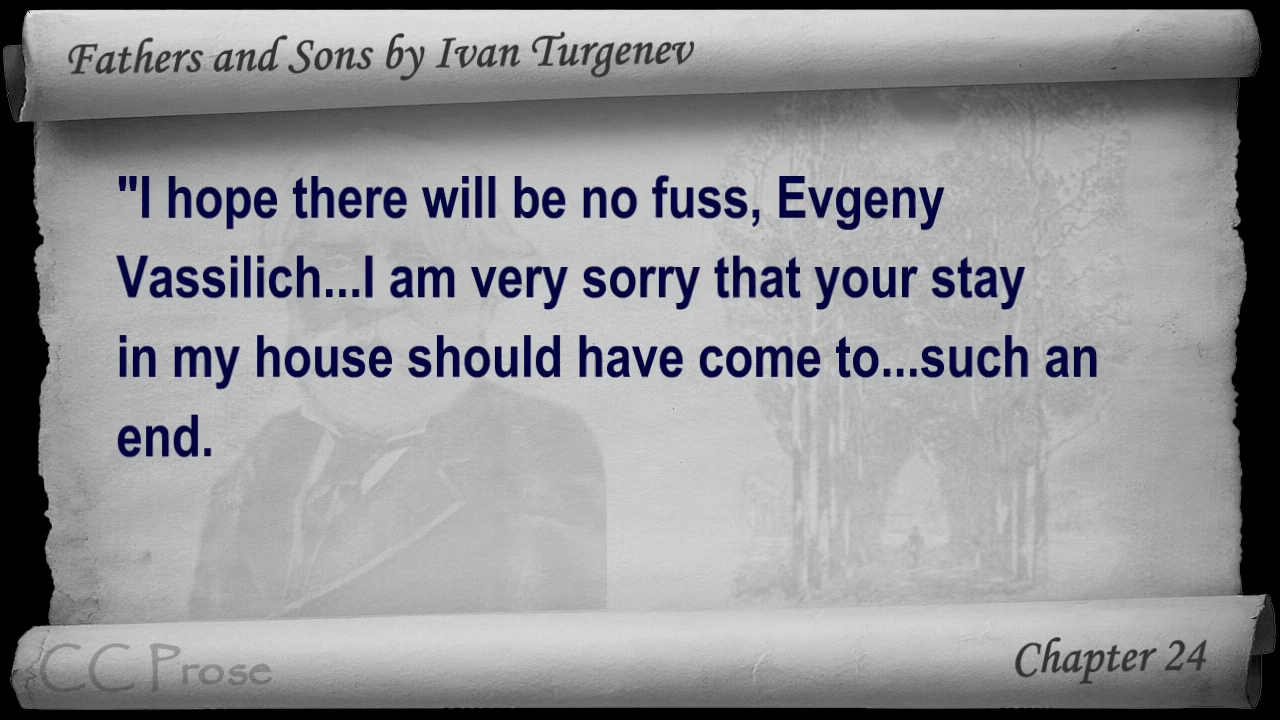 Fathers and Sons by Ivan Turgenev
"I hope there will be no fuss, Evgeny
Vassilich...I am very sorry that your stay
in my house should have come to...such an
end.
CC Prose
Chapter 24